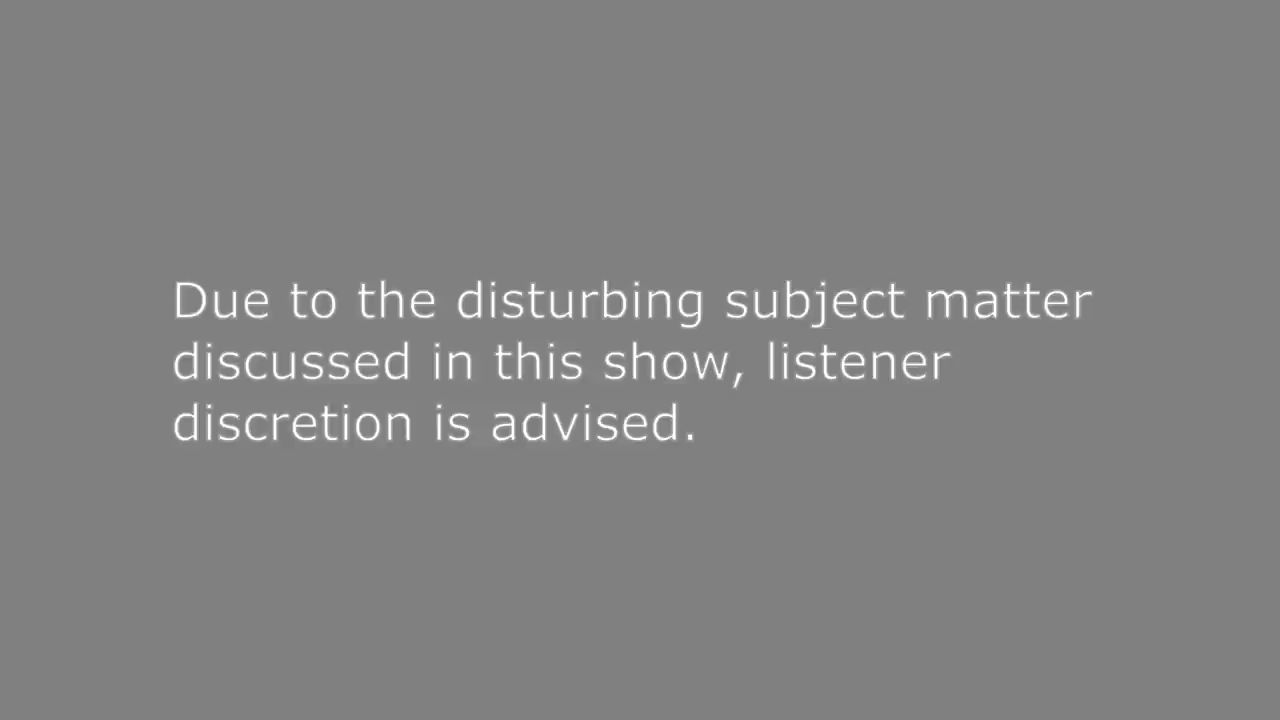 Due to the disturbing subject matter
discussed in this show, listener
discretion is advised.